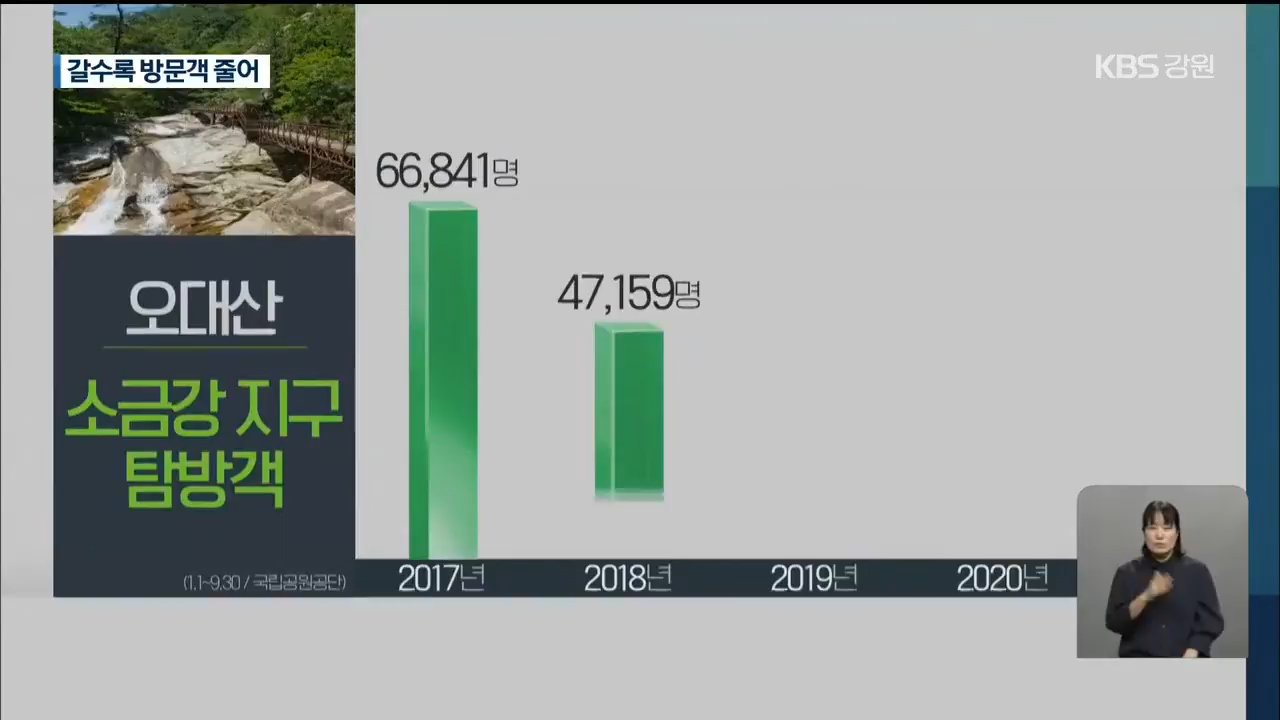 갈수록 방문객 줄어
KBS 강원
66,841명
47,159명
오대산
소금강 지구
탐방객
(1.1~9.30 / 국립공원공단)
2017년
2018년
2019년
2020년